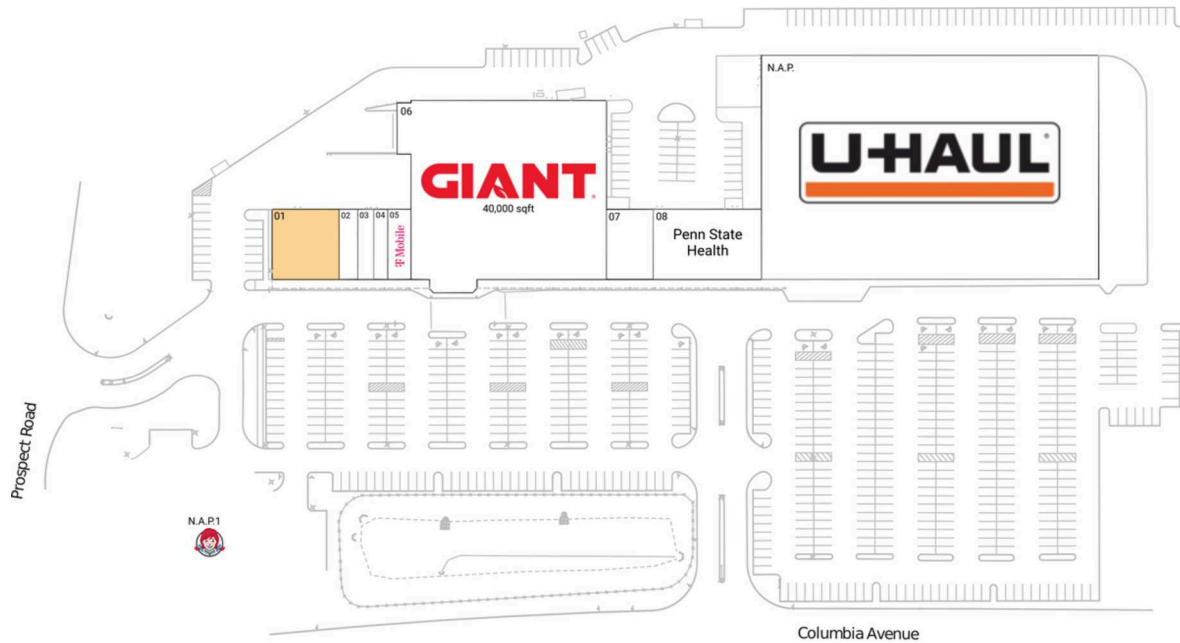 N.A.P.
U-HAUL®
06
GIANT®
40,000 sqft
01
02
03
04
05
T Mobile
07
08
Penn State
Health
Prospect Road
N.A.P.1
Columbia Avenue